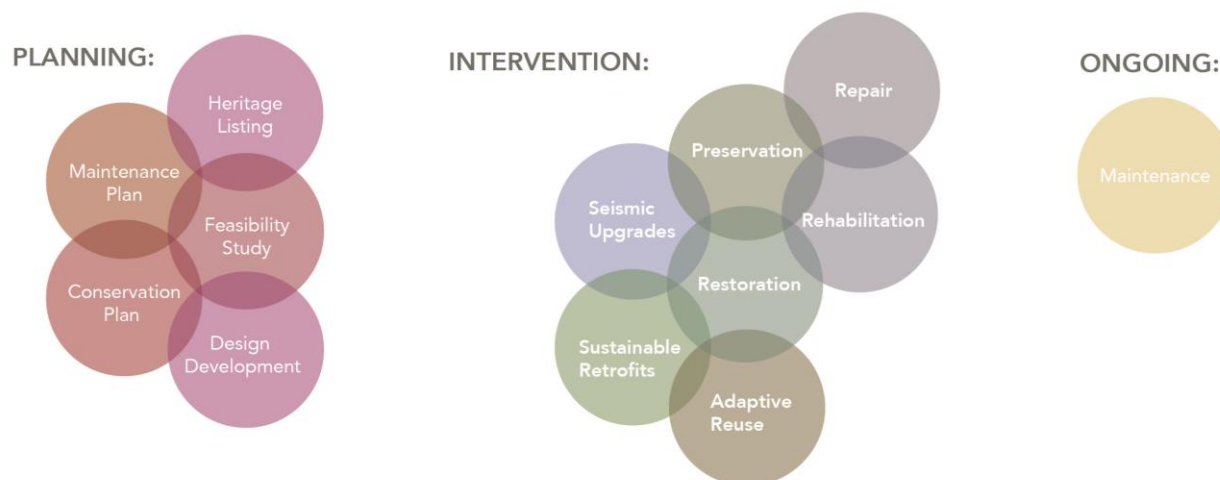 PLANNING:
Heritage
Listing
Maintenance
Plan
Feasibility
Study
Conservation
Plan
Design
Development
INTERVENTION:
Repair
Preservation
Seismic
Upgrades
Rehabilitation
Restoration
Sustainable
Retrofits
Adaptive
Reuse
ONGOING:
Maintenance